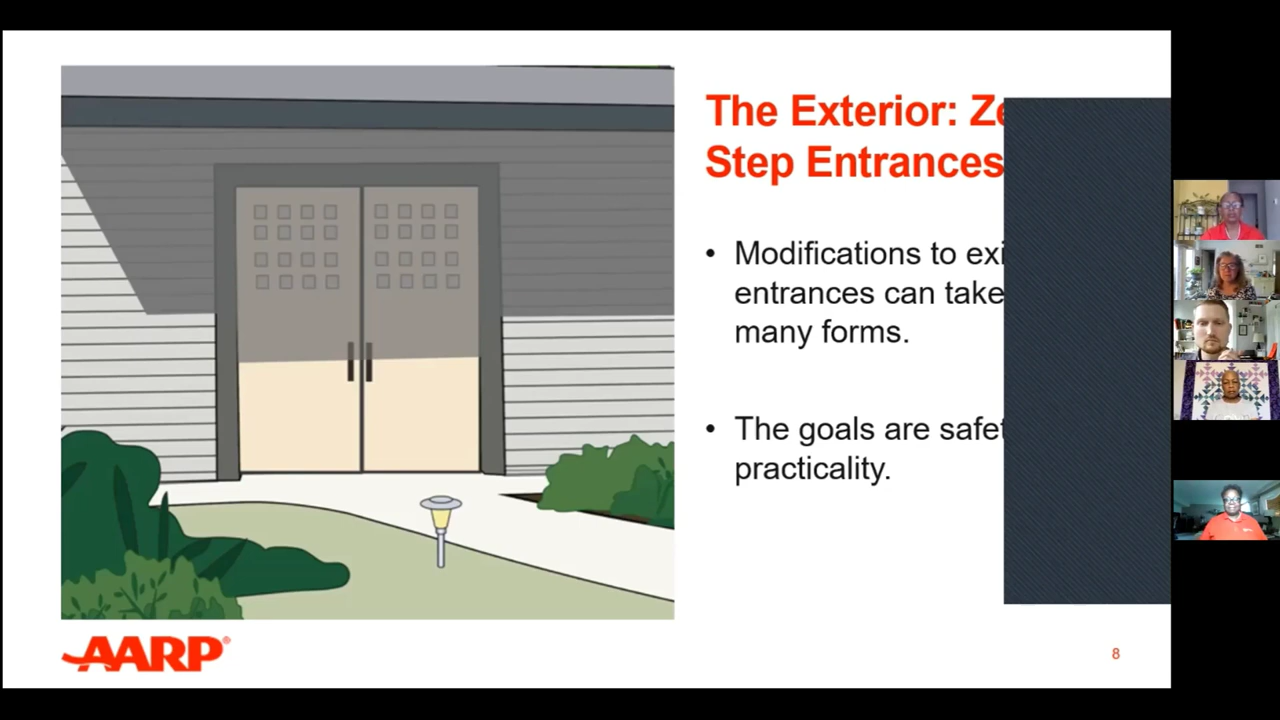 The Exterior: Ze
Step Entrances
• Modifications to exi
entrances can take
many forms.
• The goals are safet
practicality.
AARP®
8